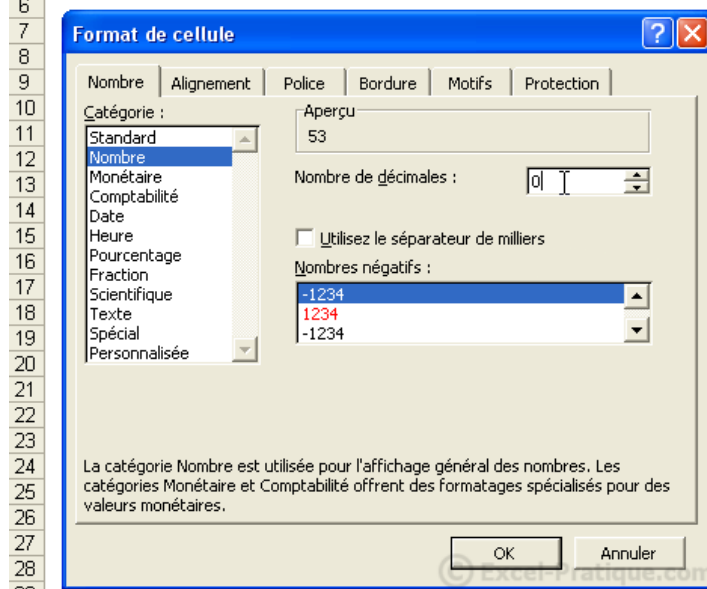 6
7
8
9
10
11
12
13
14
15
16
17
18
19
20
21
22
23
24
25
26
27
28
Format de cellule
Nombre Alignement Police Bordure Motifs Protection
Catégorie :
Standard
Nombre
Monétaire
Comptabilité
Date
Heure
Pourcentage
Fraction
Scientifique
Texte
Spécial
Personnalisée
Aperçu
53
Nombre de décimales : 0
Utilisez le séparateur de milliers
Nombres négatifs :
-1234
1234
-1234
La catégorie Nombre est utilisée pour l'affichage général des nombres. Les
catégories Monétaire et Comptabilité offrent des formatages spécialisés pour des
valeurs monétaires.
OK Annuler
© Excel-Pratique.com